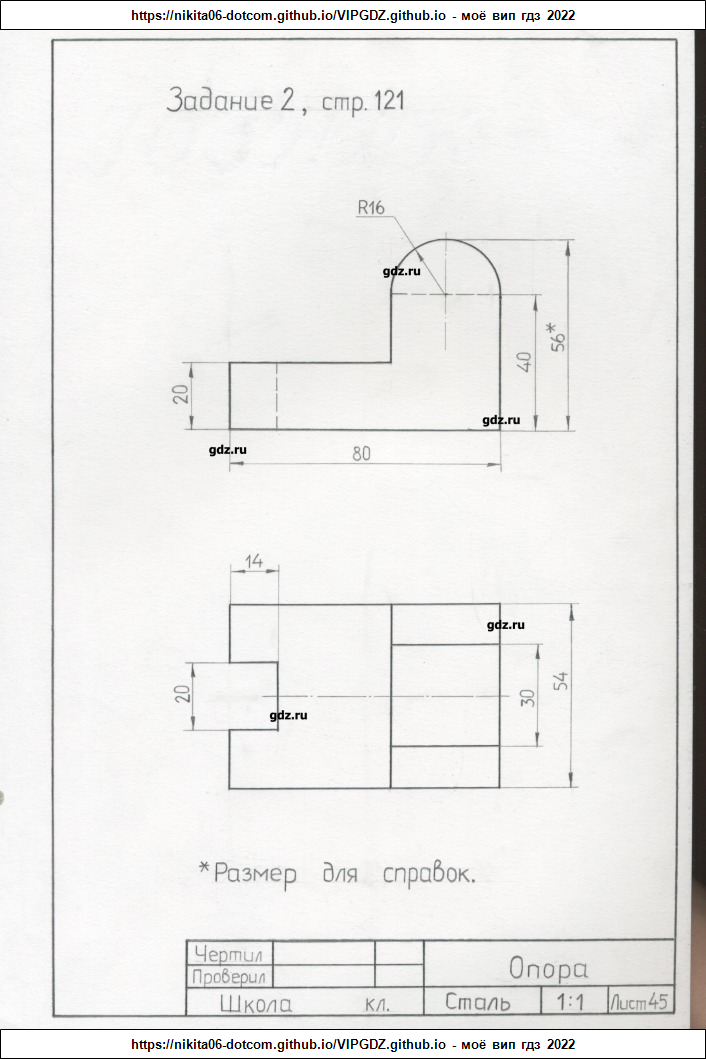 https://nikita06-dotcom.github.io/VIPGDZ.github.io - моё вип гдз 2022
Задание 2, стр. 121
R16
gdz.ru
56*
40
20
gdz.ru
gdz.ru
80
14
gdz.ru
54
20
30
gdz.ru
*Размер для справок.
Чертил
Проверил
Опора
Школа кл.
Сталь
1:1
Лист 45
https://nikita06-dotcom.github.io/VIPGDZ.github.io - моё вип гдз 2022